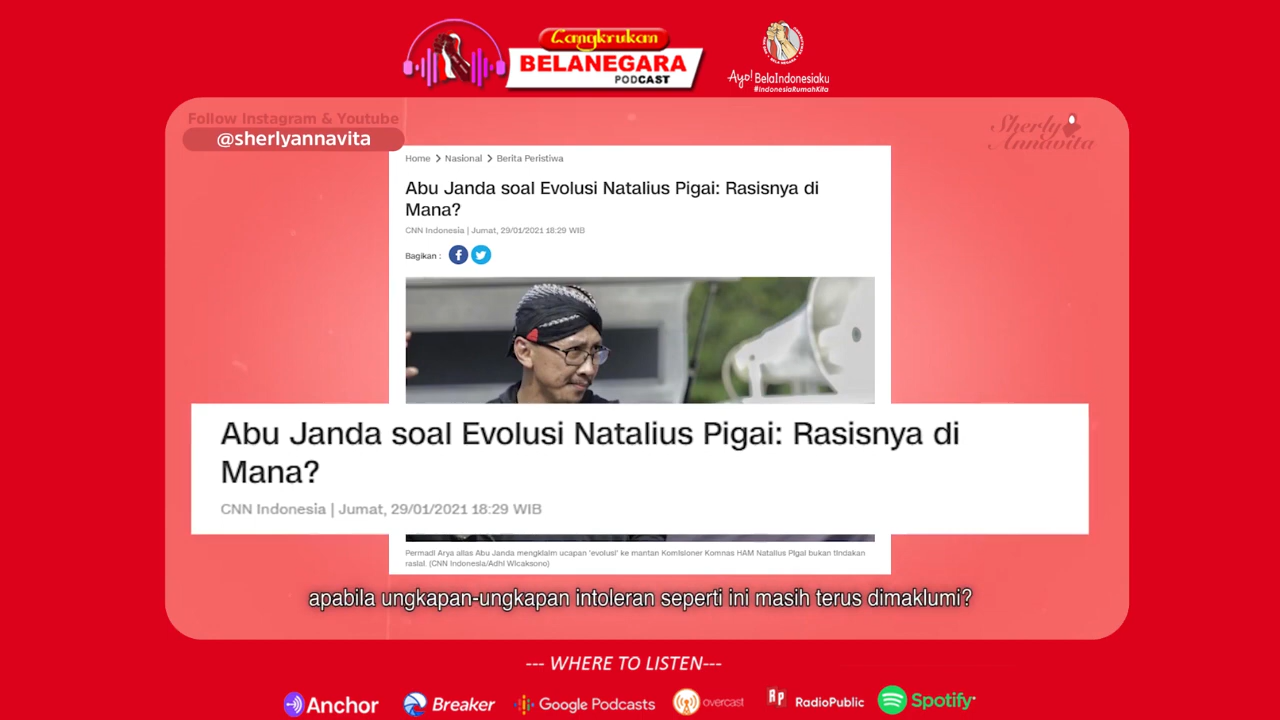 Cangkrukan
BELANEGARA
PODCAST
Ayo! BelaIndonesiaku
#IndonesiaRumahKita
Follow Instagram & Youtube
@sherlyannavita
Sherly
Annavita
Home > Nasional > Berita Peristiwa
Abu Janda soal Evolusi Natalius Pigai: Rasisnya di
Mana?
CNN Indonesia | Jumat, 29/01/2021 18:29 WIB
Bagikan :
Abu Janda soal Evolusi Natalius Pigai: Rasisnya di
Mana?
CNN Indonesia | Jumat, 29/01/2021 18:29 WIB
Permadi Arya alias Abu Janda mengklaim ucapan 'evolusi' ke mantan Komisioner Komnas HAM Natalius Pigai bukan tindakan
rasial. (CNN Indonesia/Adhi Wicaksono)
apabila ungkapan-ungkapan intoleran seperti ini masih terus dimaklumi?
--- WHERE TO LISTEN---
Anchor
Breaker
Google Podcasts
overcast
RP
RadioPublic
Spotify